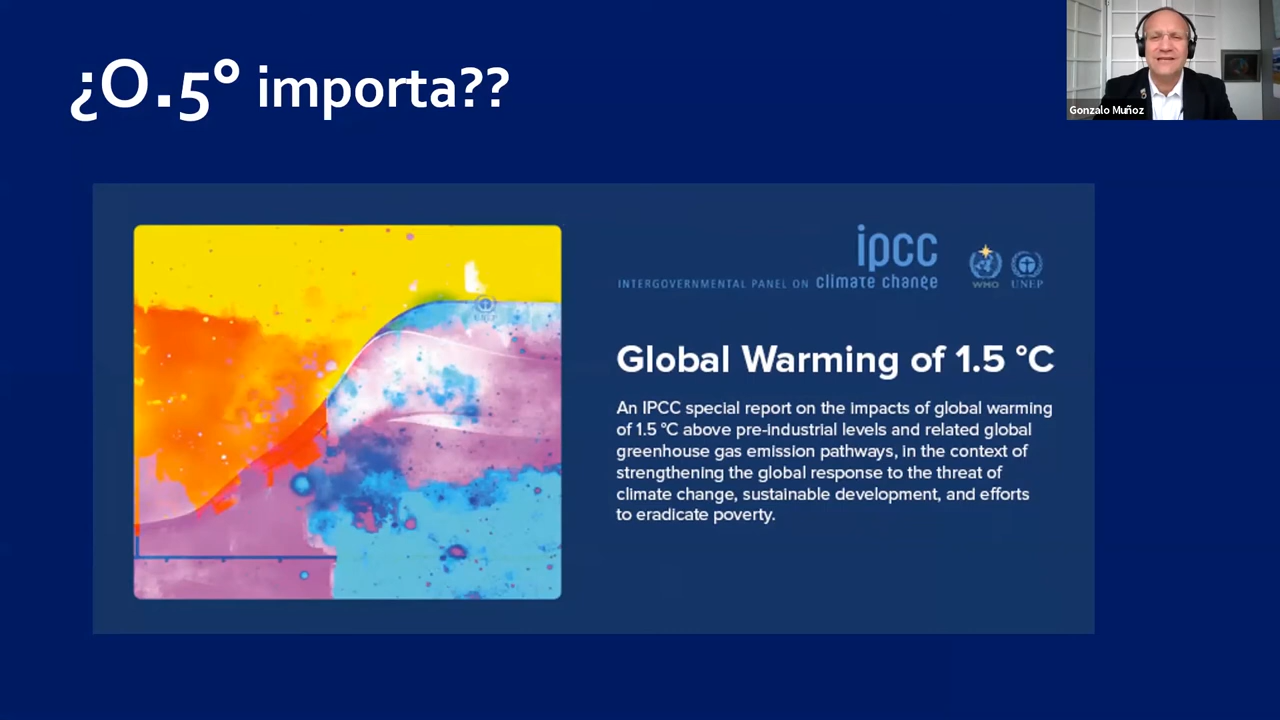 ¿0.5° importa??
Gonzalo Muñoz
ipcc
INTERGOVERNMENTAL PANEL ON climate change
WMO
UNEP
UNEP
Global Warming of 1.5 °C
An IPCC special report on the impacts of global warming
of 1.5 °C above pre-industrial levels and related global
greenhouse gas emission pathways, in the context of
strengthening the global response to the threat of
climate change, sustainable development, and efforts
to eradicate poverty.